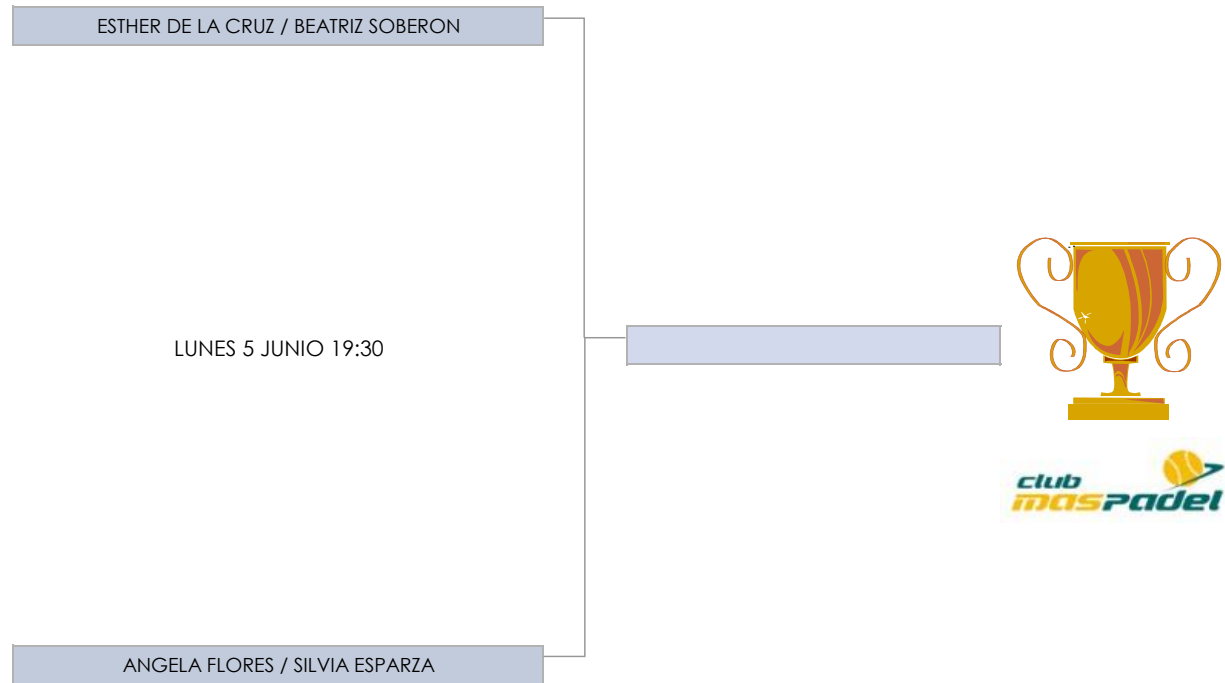 ESTHER DE LA CRUZ / BEATRIZ SOBERON
LUNES 5 JUNIO 19:30
club
maspadel
ANGELA FLORES / SILVIA ESPARZA